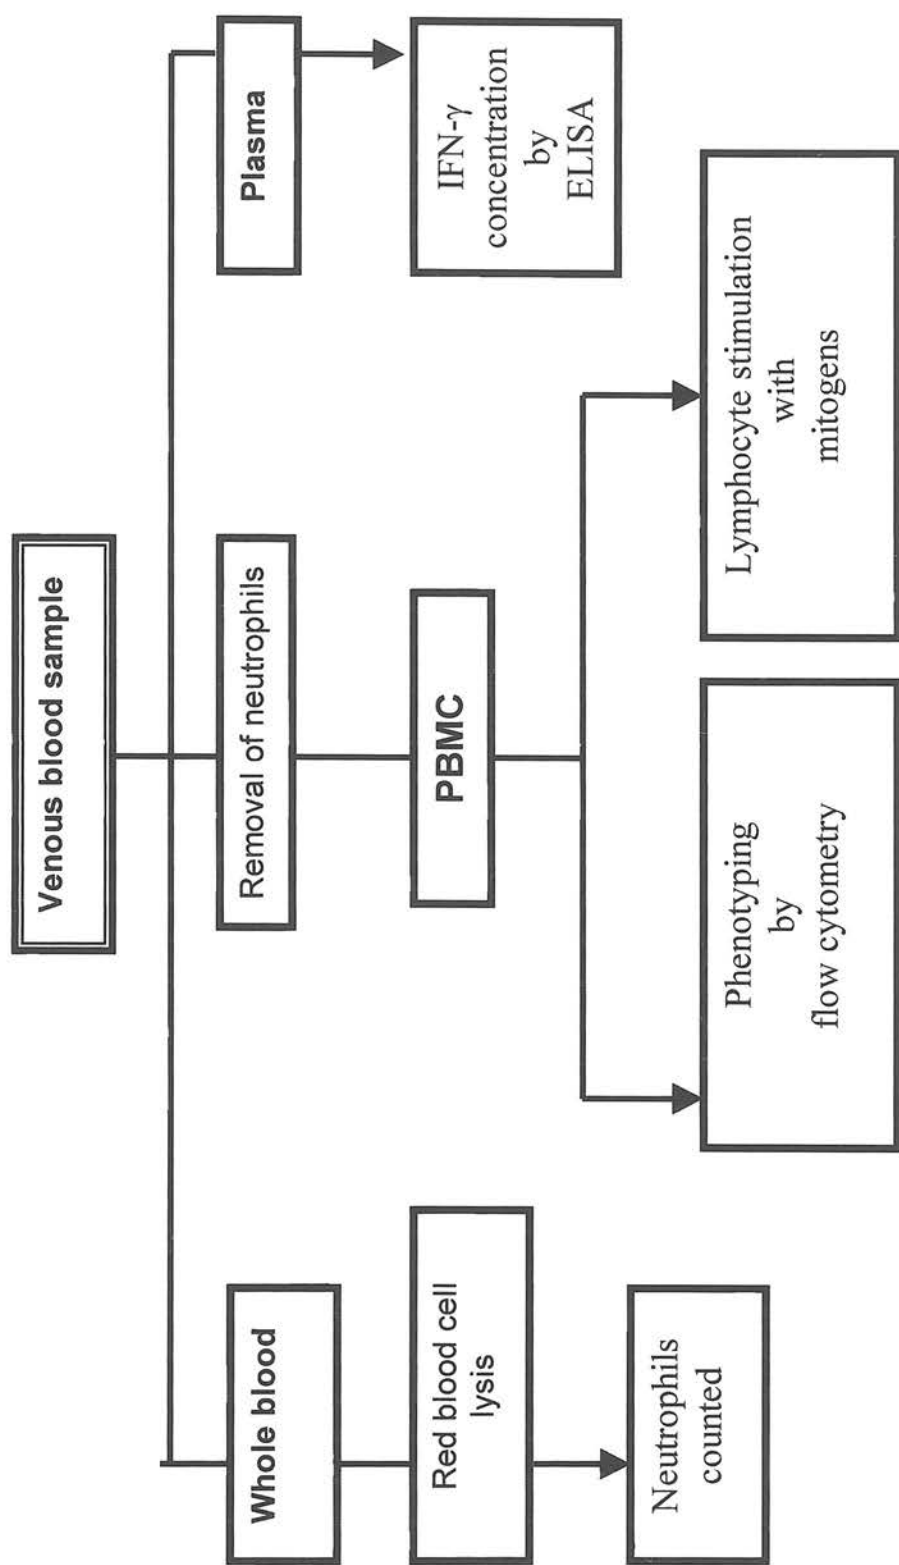 Venous blood sample
Whole blood
Removal of neutrophils
Plasma
Red blood cell
lysis
PBMC
IFN-γ
concentration
by
ELISA
Neutrophils
counted
Phenotyping
by
flow cytometry
Lymphocyte stimulation
with
mitogens